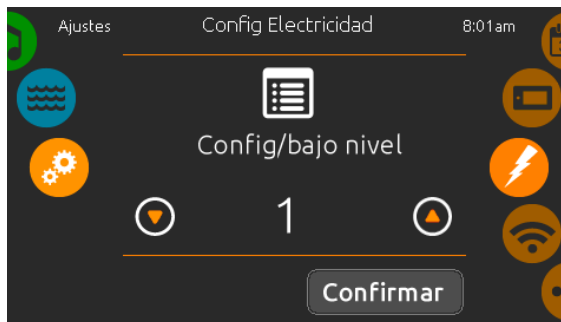 Ajustes
Config Electricidad
8:01am
Config/bajo nivel
1
Confirmar